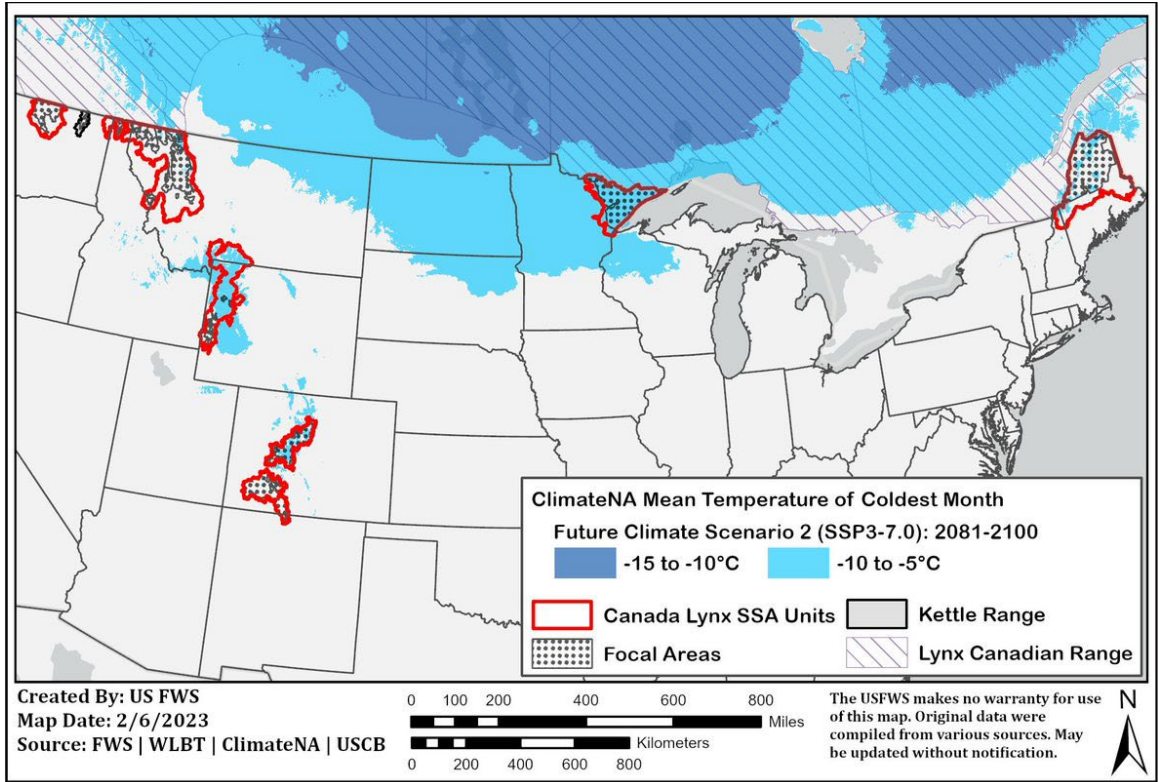 ClimateNA Mean Temperature of Coldest Month
Future Climate Scenario 2 (SSP3-7.0): 2081-2100
-15 to -10°C
-10 to -5°C
Canada Lynx SSA Units
Kettle Range
Focal Areas
Lynx Canadian Range
Created By: US FWS
Map Date: 2/6/2023
Source: FWS | WLBT | ClimateNA | USCB
0 100 200 400 600 800
Miles
Kilometers
0 200 400 600 800
The USFWS makes no warranty for use
of this map. Original data were
compiled from various sources. May
be updated without notification.
N